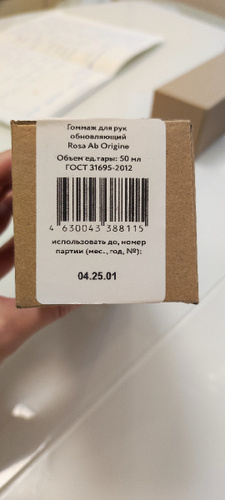 Гоммаж для рук
обновляющий
Rosa Ab Origine
Объем ед.тары: 50 мл
ГОСТ 31695-2012
4 630043 388115
использовать до, номер
партии (мес., год, №):
04.25.01